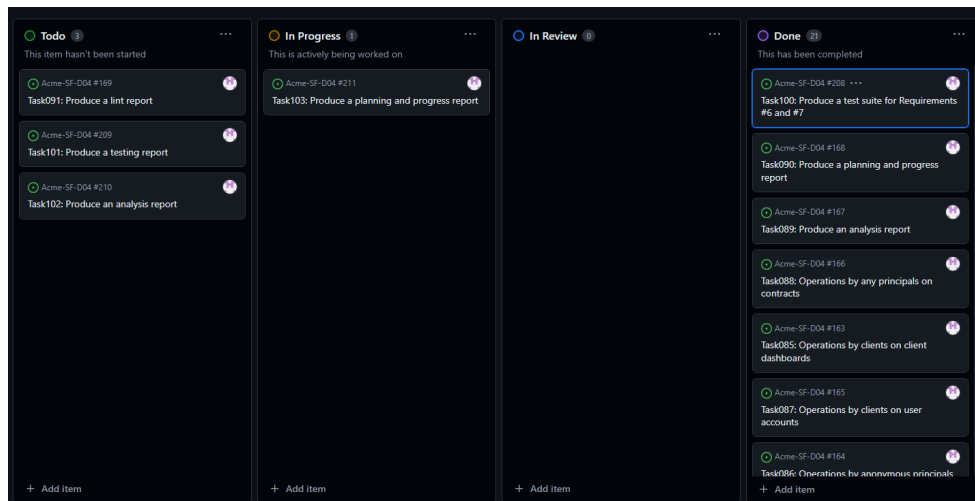 Todo 3
This item hasn't been started
Acme-SF-D04 #169
Task091: Produce a lint report
Acme-SF-D04 #209
Task101: Produce a testing report
Acme-SF-D04 #210
Task102: Produce an analysis report
+ Add item
In Progress 1
This is actively being worked on
Acme-SF-D04 #211
Task103: Produce a planning and progress report
+ Add item
In Review 0
+ Add item
Done 21
This has been completed
Acme-SF-D04 #208
Task100: Produce a test suite for Requirements
#6 and #7
Acme-SF-D04 #168
Task090: Produce a planning and progress
report
Acme-SF-D04 #167
Task089: Produce an analysis report
Acme-SF-D04 #166
Task088: Operations by any principals on
contracts
Acme-SF-D04 #163
Task085: Operations by clients on client
dashboards
Acme-SF-D04 #165
Task087: Operations by clients on user
accounts
Acme-SF-D04 #164
Task086: Operations by anonymous principals
+ Add item